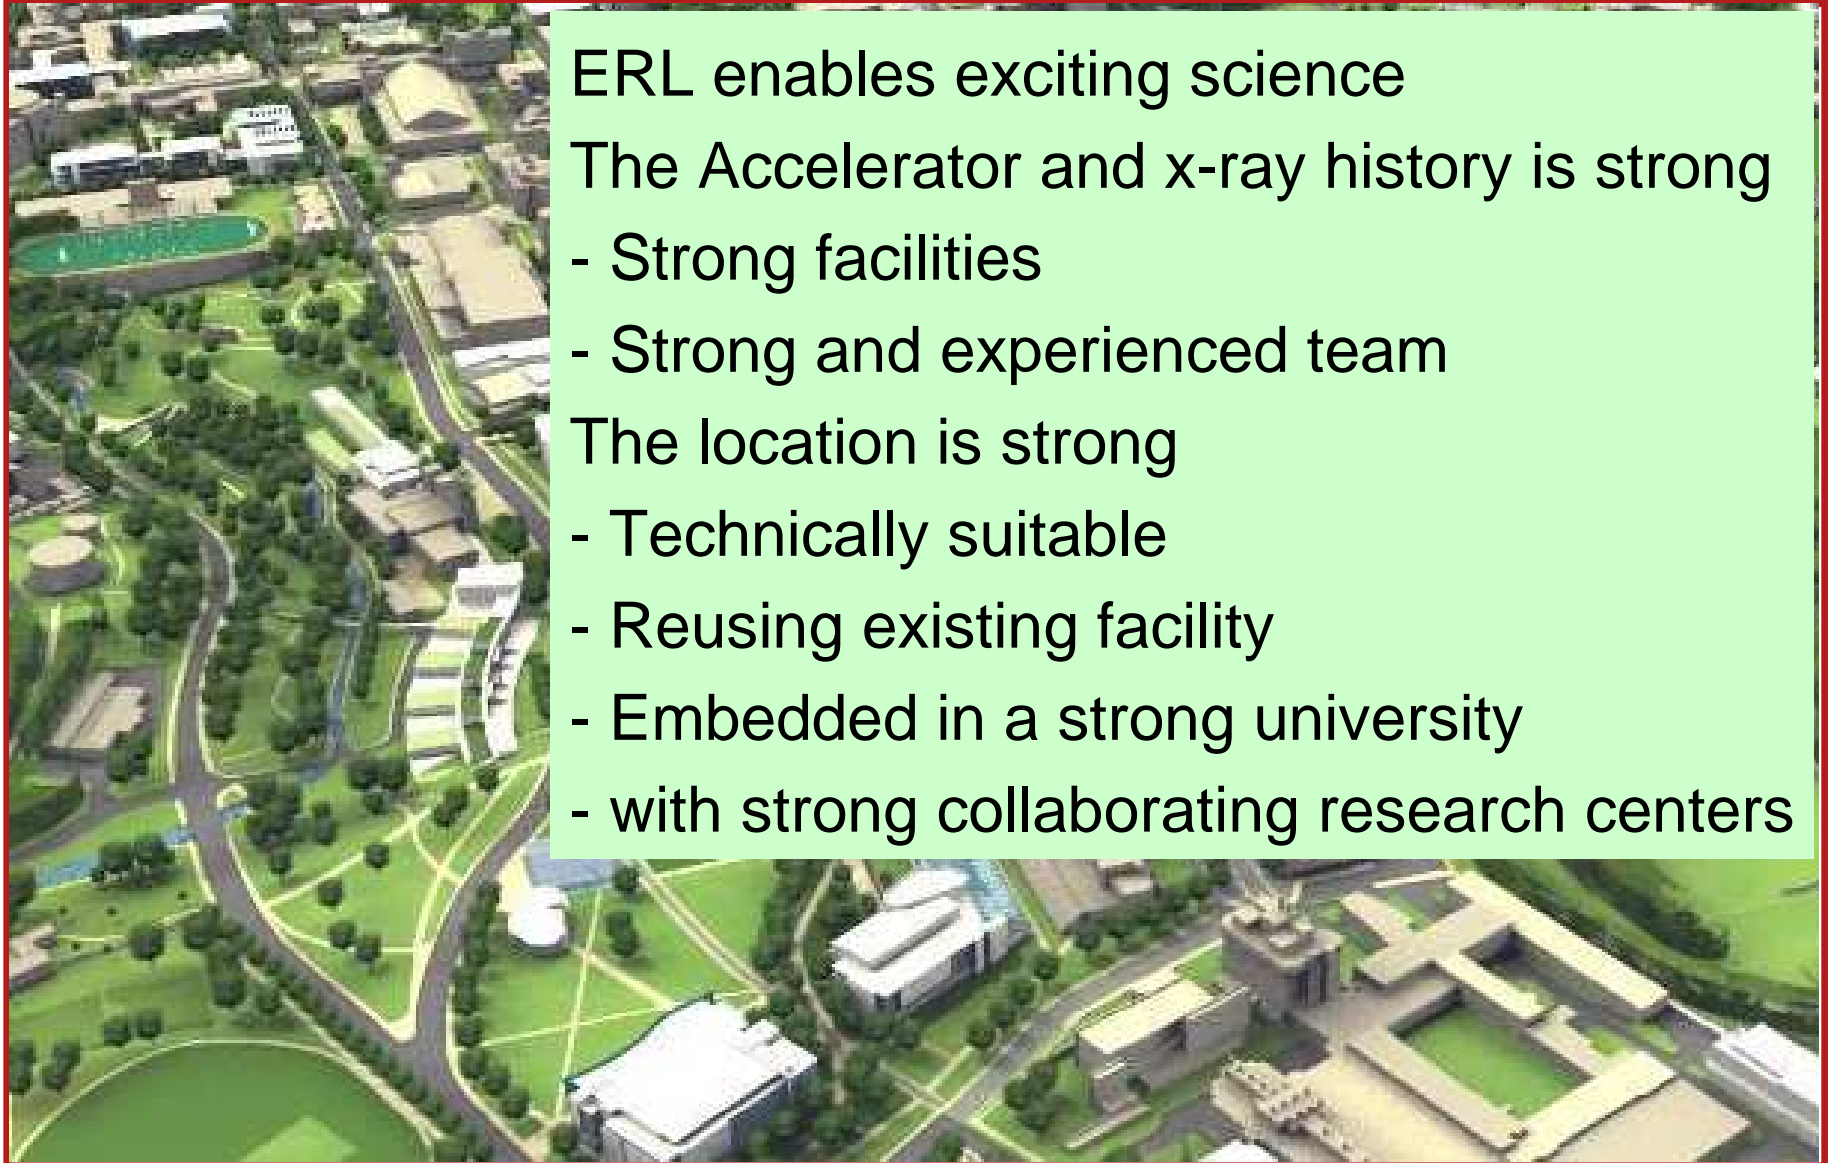 ERL enables exciting science
The Accelerator and x-ray history is strong
- Strong facilities
- Strong and experienced team
The location is strong
- Technically suitable
- Reusing existing facility
- Embedded in a strong university
- with strong collaborating research centers